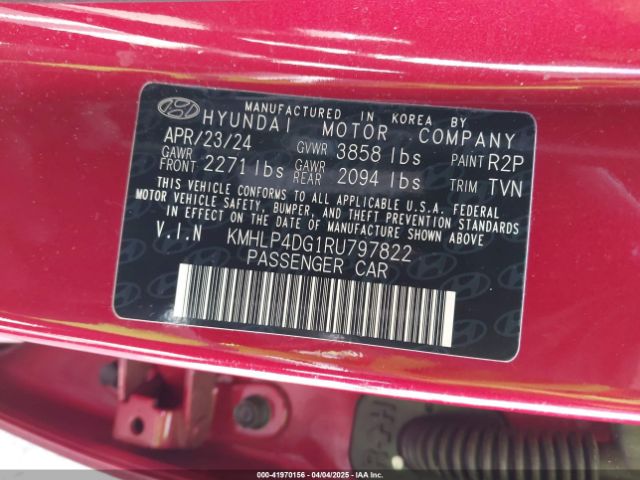 MANUFACTURED IN KOREA BY
HYUNDAI MOTOR COMPANY
APR/23/24 GVWR 3858 lbs PAINT R2P
GAWR FRONT 2271 lbs GAWR REAR 2094 lbs TRIM TVN
THIS VEHICLE CONFORMS TO ALL APPLICABLE U.S.A. FEDERAL
MOTOR VEHICLE SAFETY, BUMPER, AND THEFT PREVENTION STANDARDS
IN EFFECT ON THE DATE OF MANUFACTURE SHOWN ABOVE.
V.I.N KMHLP4DG1RU797822
PASSENGER CAR
00-41970156 - 04/04/2025 - COPYRIGHT IAA, LLC.